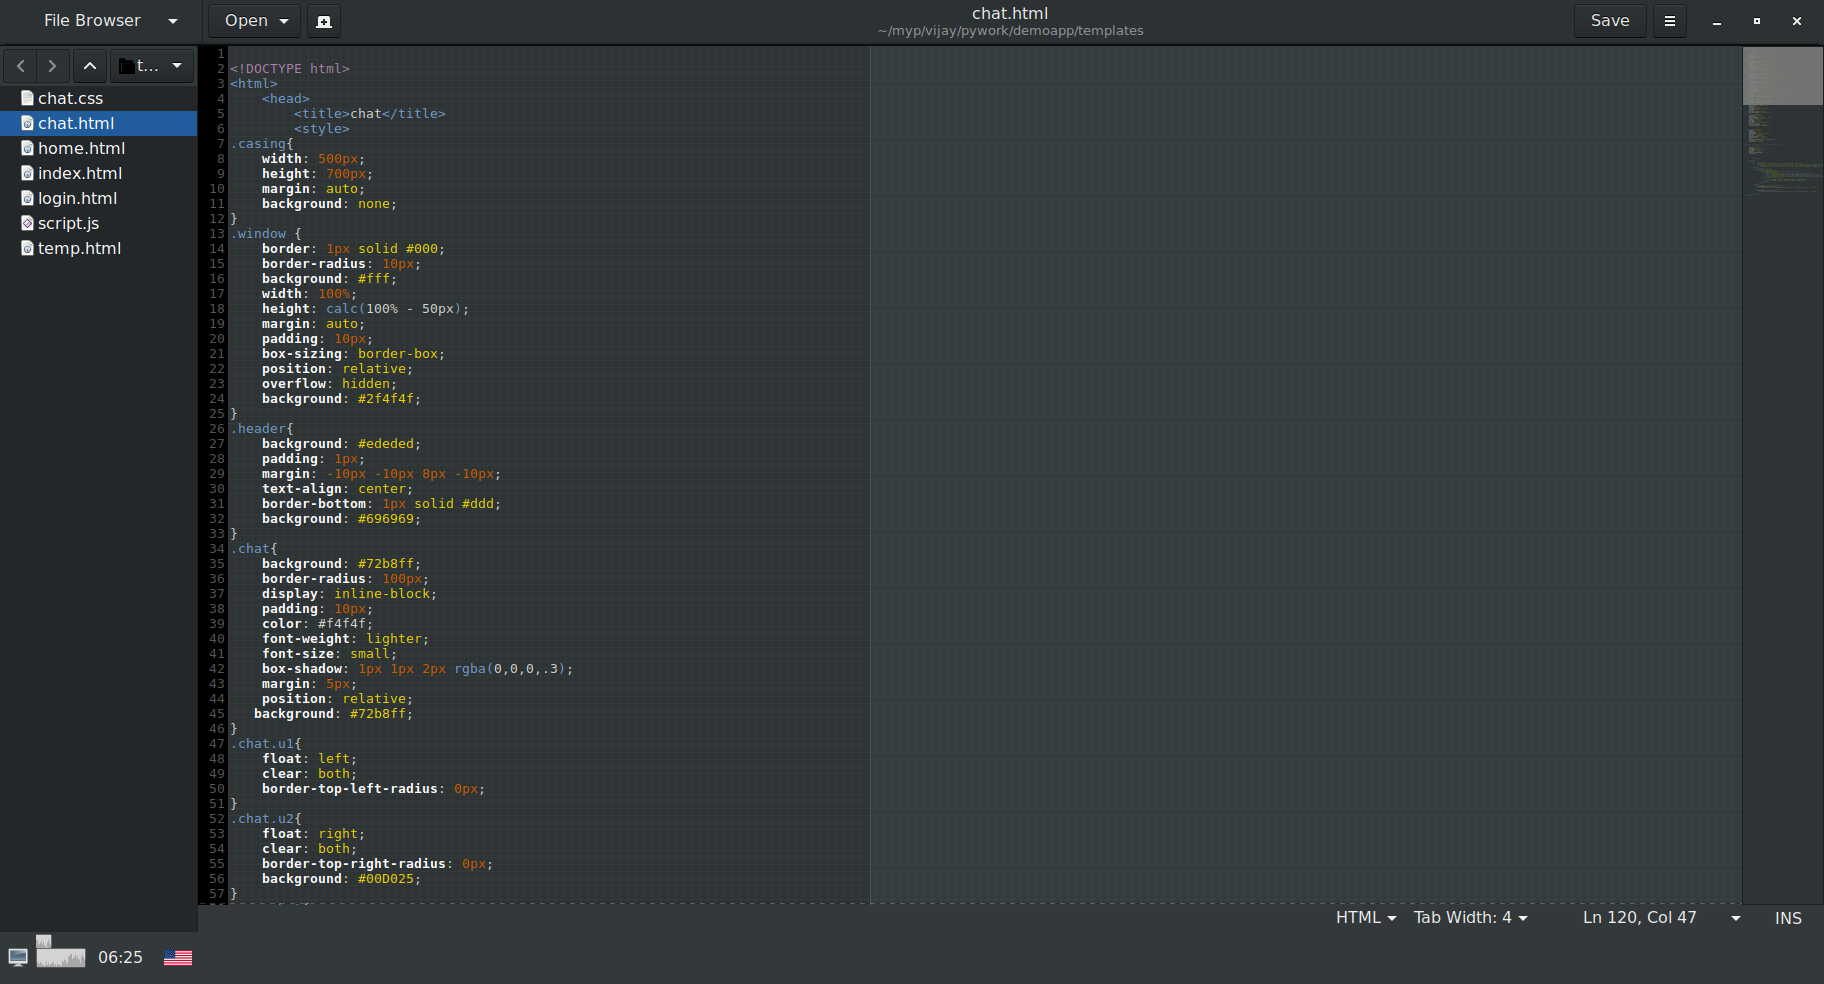 File Browser
Open
chat.html
~/myp/vijay/pywork/demoapp/templates
Save
t...
chat.css
chat.html
home.html
index.html
login.html
script.js
temp.html
1
2 <!DOCTYPE html>
3 <html>
4     <head>
5         <title>chat</title>
6         <style>
7 .casing{
8     width: 500px;
9     height: 700px;
10     margin: auto;
11     background: none;
12 }
13 .window {
14     border: 1px solid #000;
15     border-radius: 10px;
16     background: #fff;
17     width: 100%;
18     height: calc(100% - 50px);
19     margin: auto;
20     padding: 10px;
21     box-sizing: border-box;
22     position: relative;
23     overflow: hidden;
24     background: #2f4f4f;
25 }
26 .header{
27     background: #ededed;
28     padding: 1px;
29     margin: -10px -10px 8px -10px;
30     text-align: center;
31     border-bottom: 1px solid #ddd;
32     background: #696969;
33 }
34 .chat{
35     background: #72b8ff;
36     border-radius: 100px;
37     display: inline-block;
38     padding: 10px;
39     color: #f4f4f;
40     font-weight: lighter;
41     font-size: small;
42     box-shadow: 1px 1px 2px rgba(0,0,0,.3);
43     margin: 5px;
44     position: relative;
45    background: #72b8ff;
46 }
47 .chat.u1{
48     float: left;
49     clear: both;
50     border-top-left-radius: 0px;
51 }
52 .chat.u2{
53     float: right;
54     clear: both;
55     border-top-right-radius: 0px;
56     background: #00D025;
57 }
HTML
Tab Width: 4
Ln 120, Col 47
INS
06:25